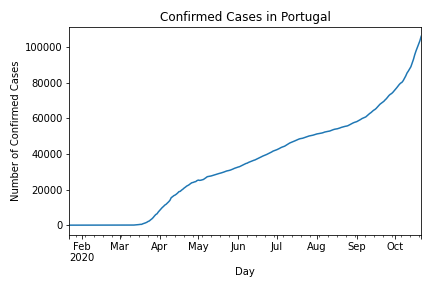 Confirmed Cases in Portugal
Number of Confirmed Cases
100000
80000
60000
40000
20000
0
Feb Mar Apr May Jun Jul Aug Sep Oct
2020
Day